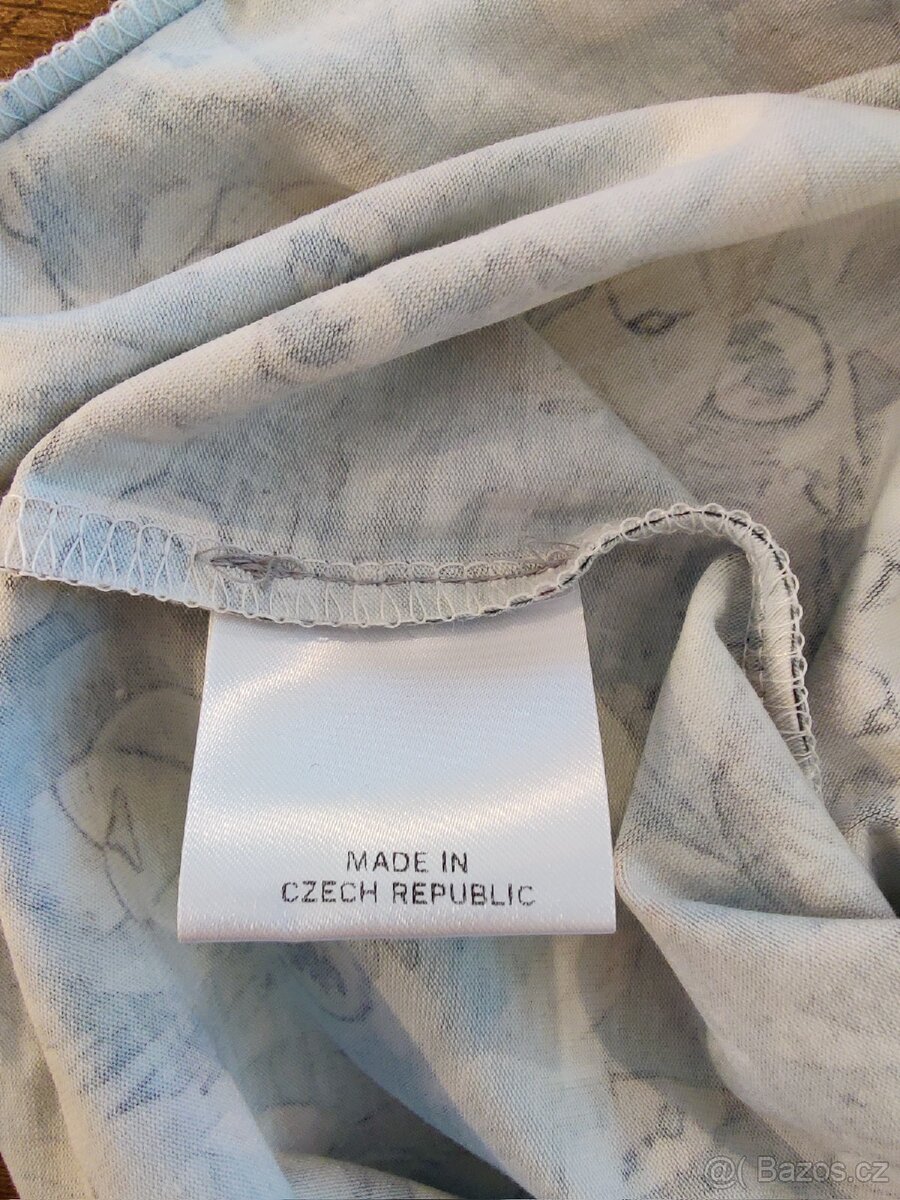 MADE IN
CZECH REPUBLIC
@( Bazos.cz